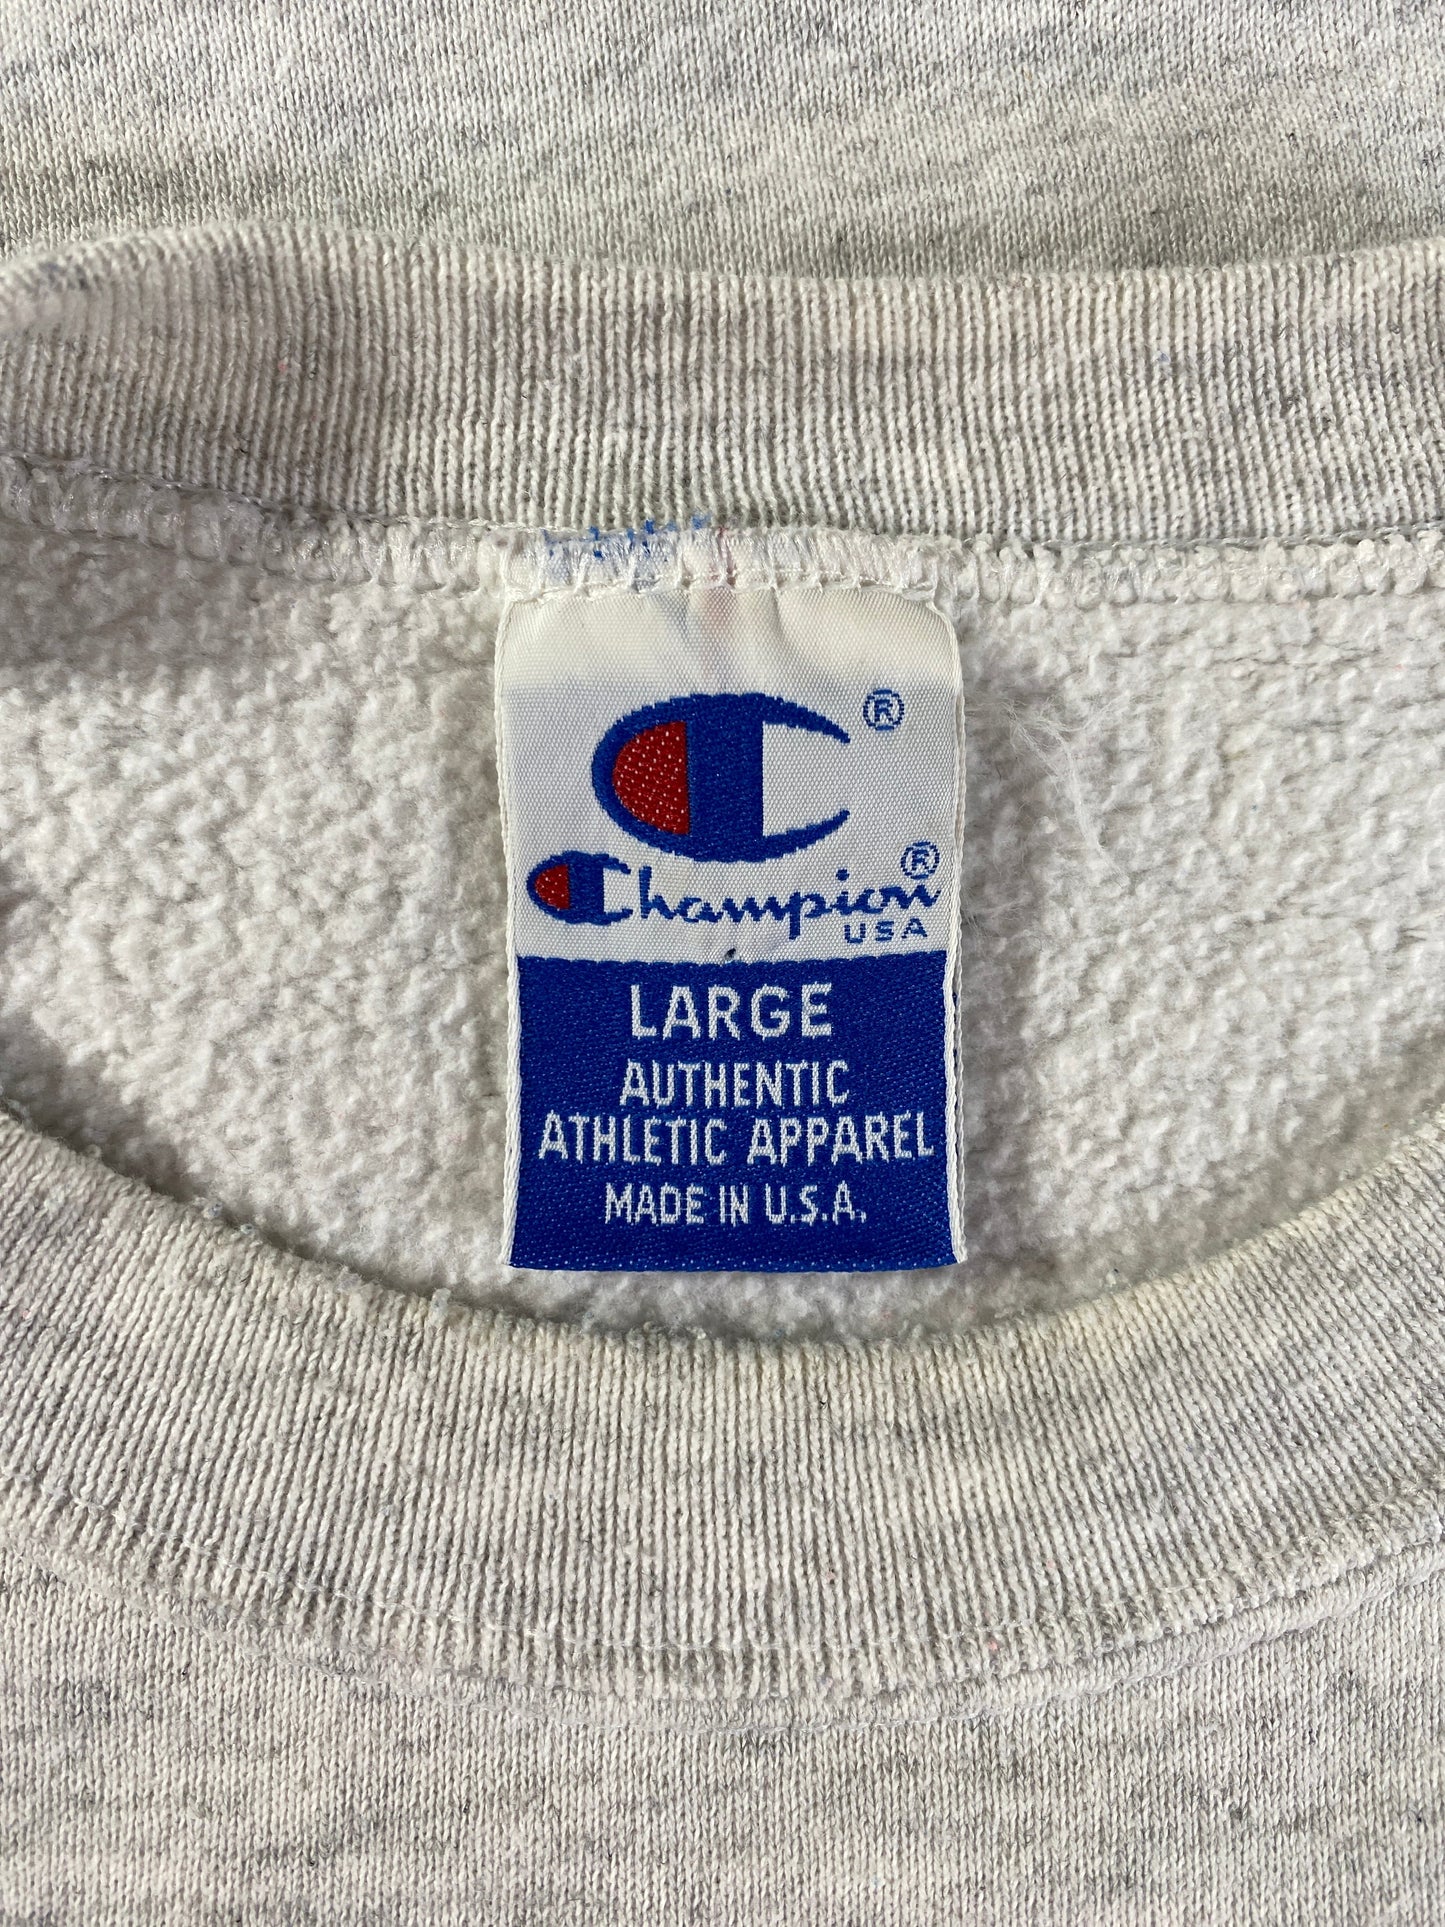 ®
Champion®
USA
LARGE
AUTHENTIC
ATHLETIC APPAREL
MADE IN U.S.A.